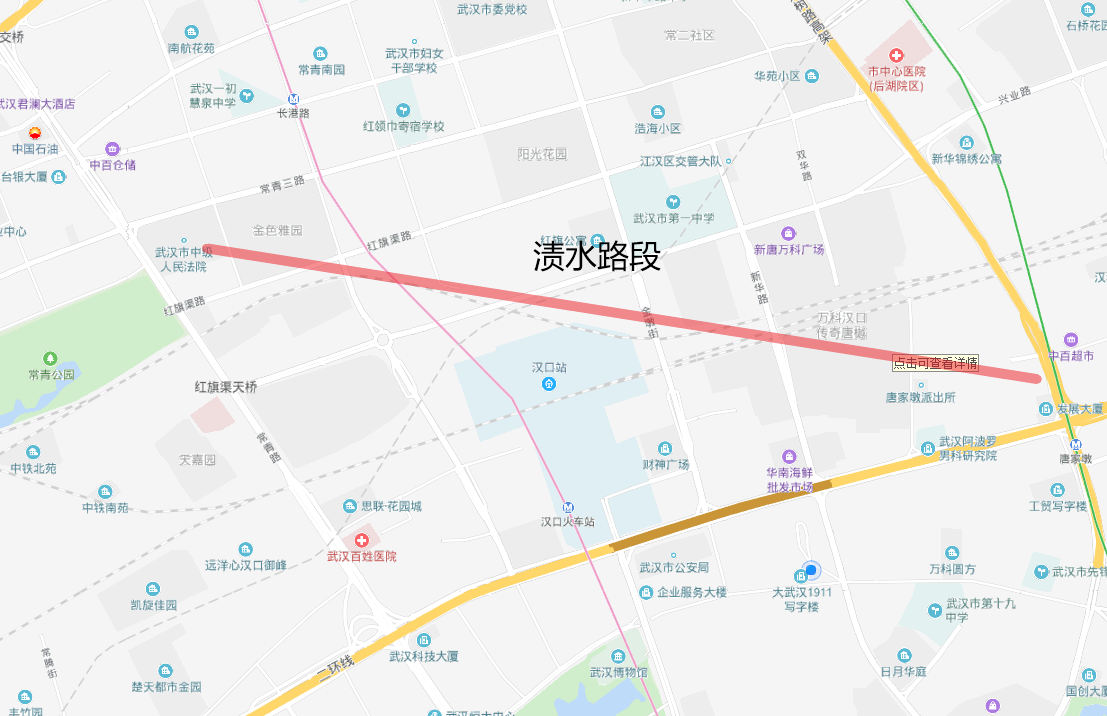 武汉市委党校
交桥
南航花苑
常青南园
武汉市妇女
干部学校
常二社区
石桥花园
市中心医院
(后湖院区)
华苑小区
武汉一初
慧泉中学
长港路
兴业路
武汉君澜大酒店
红领巾寄宿学校
浩海小区
中国石油
中百仓储
阳光花园
江汉区交管大队
双华路
新华锦绣公寓
台银大厦
常青三路
武汉市第一中学
金色雅园
红旗渠路
红旗公寓
渍水路段
新唐万科广场
武汉市中级
人民法院
新华路
红旗渠路
金家街
万科汉口
传奇唐樾
常青公园
汉口站
点击可查看详情
中百超市
红旗渠天桥
唐家墩派出所
发展大厦
常青路
武汉阿波罗
男科研究院
唐家墩
天嘉园
中铁北苑
财神广场
华南海鲜
批发市场
中铁南苑
思联·花园城
汉口火车站
工贸写字楼
远洋心汉口御峰
武汉百姓医院
武汉市公安局
万科圆方
武汉市先锋
凯旋佳园
企业服务大楼
大武汉1911
写字楼
武汉市第十九
中学
常腾街
武汉科技大厦
二环线
武汉博物馆
日月华庭
楚天都市金园
国创大厦
丰竹园